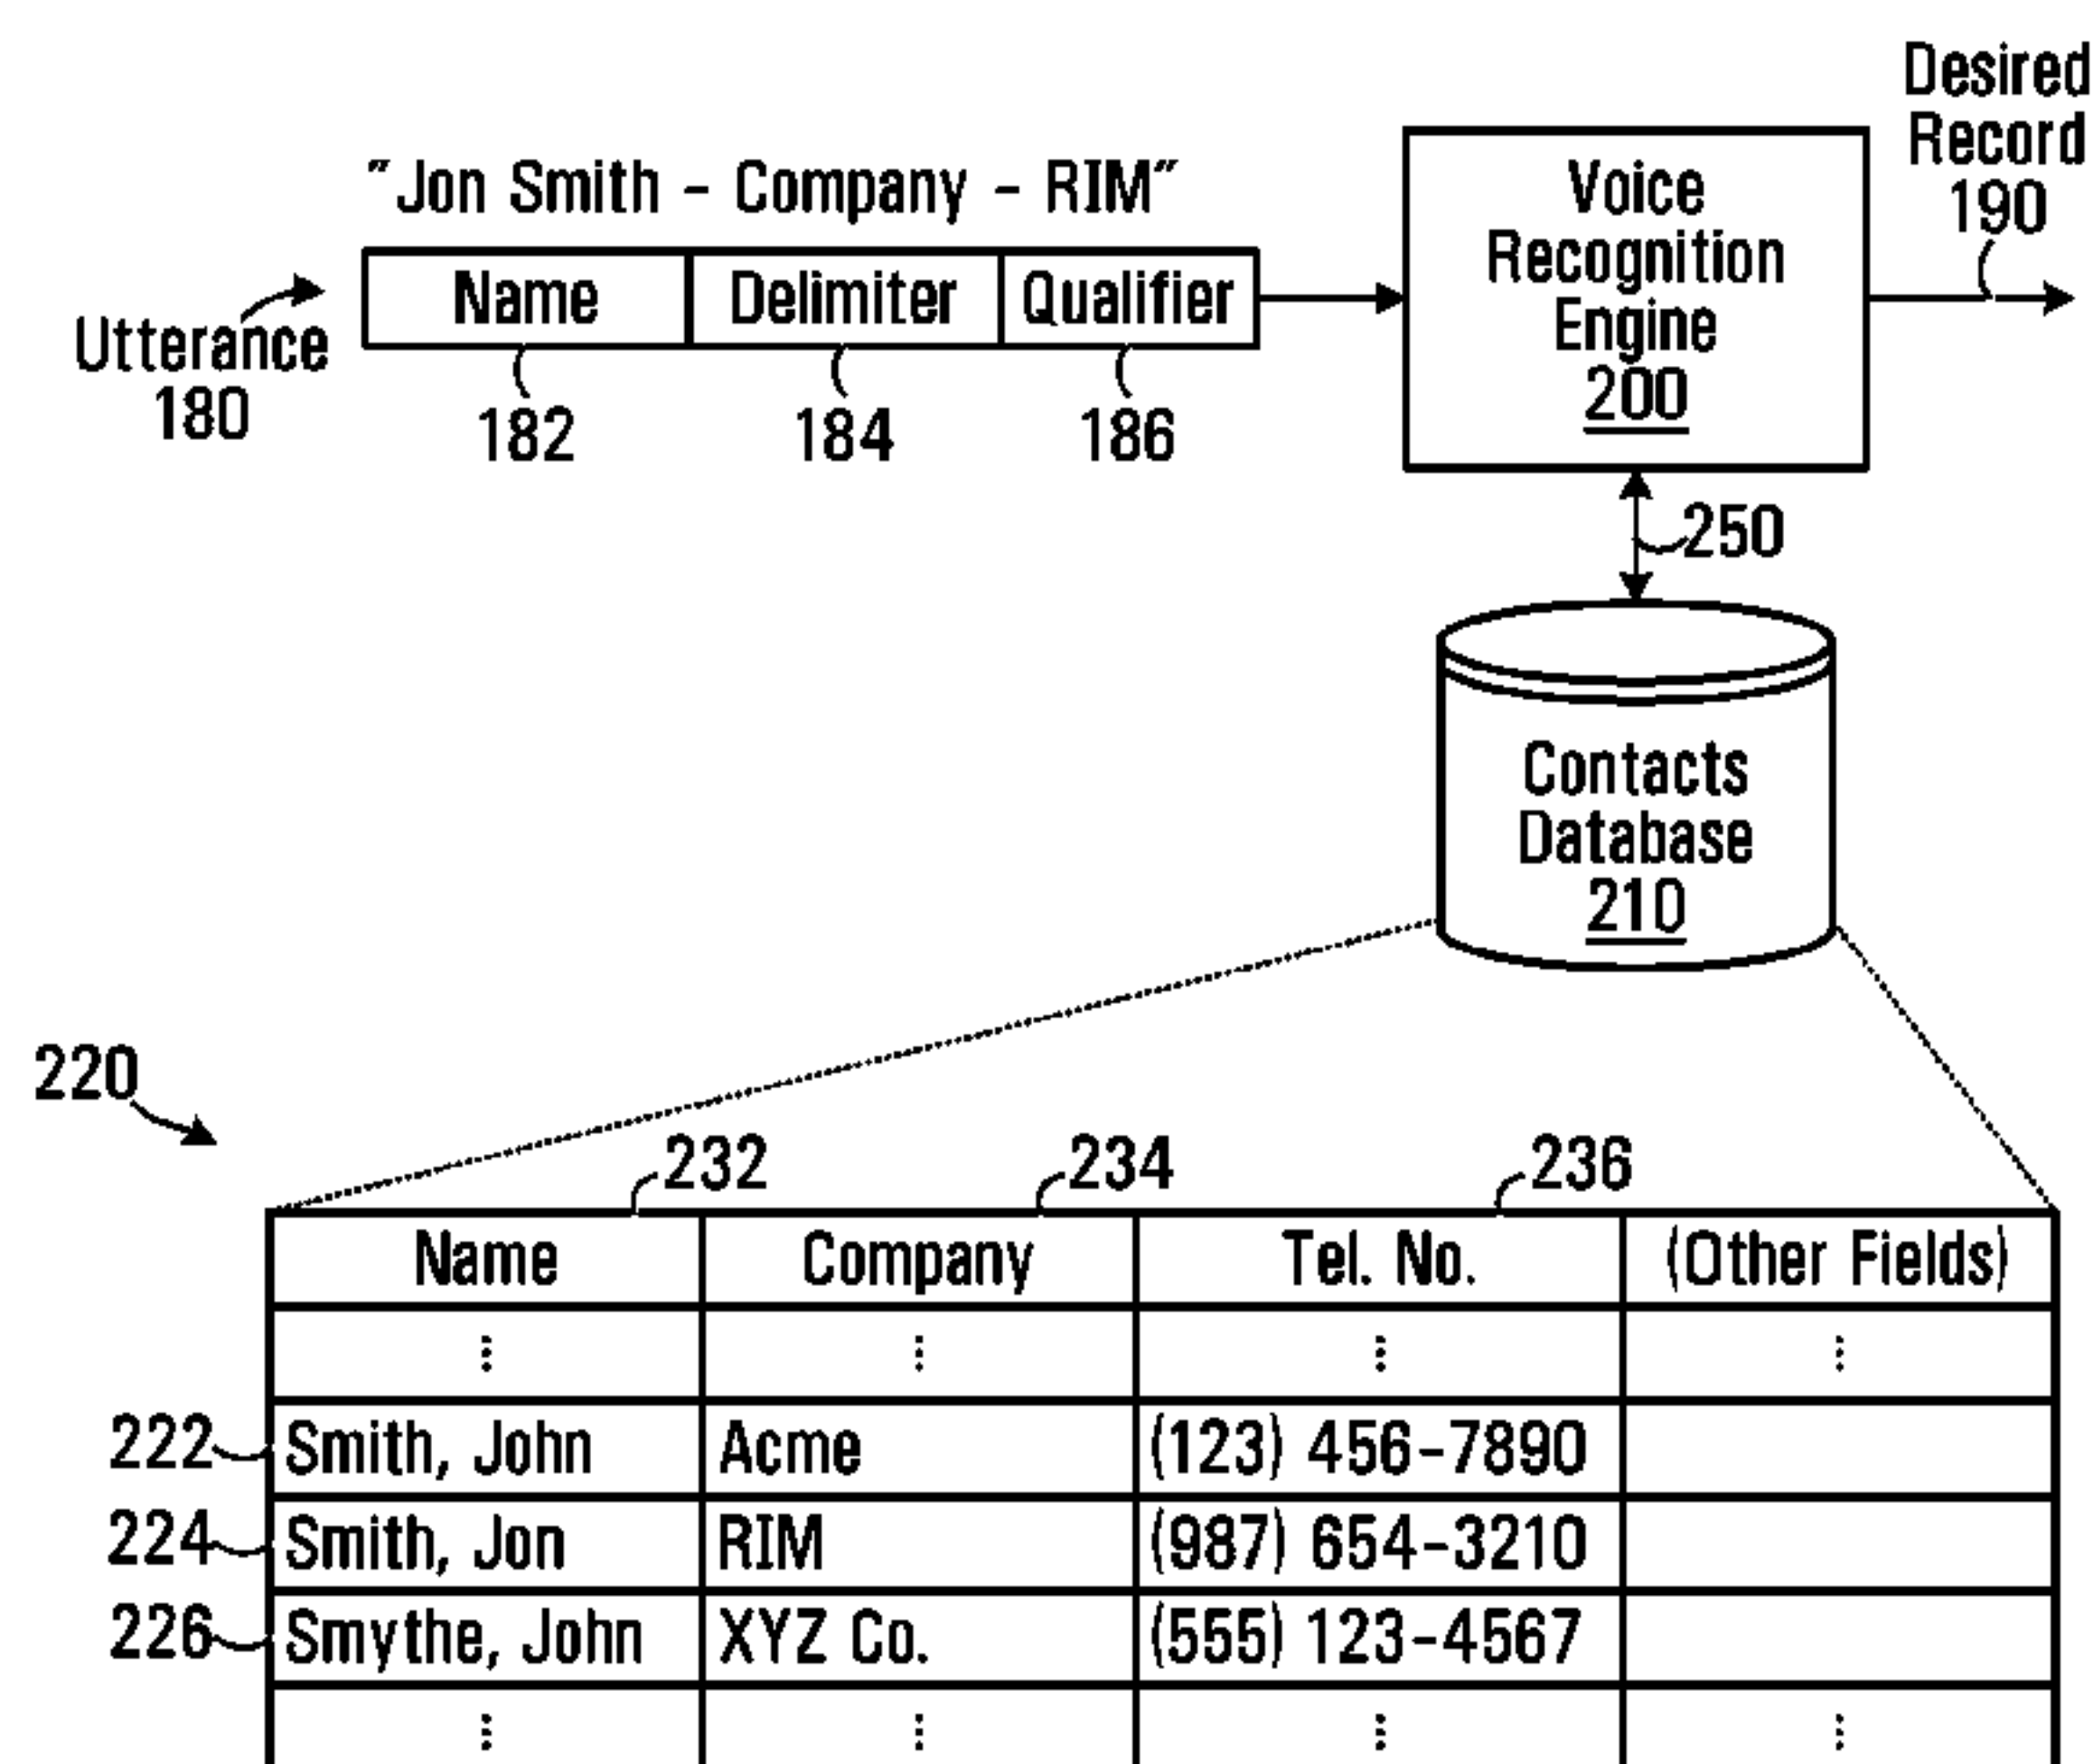 Desired
Record
190
"Jon Smith - Company - RIM"
Voice
Recognition
Engine
200
Name Delimiter Qualifier
Utterance
180
182 184 186
250
Contacts
Database
210
220
232 234 236
Name Company Tel. No. (Other Fields)
222 Smith, John Acme (123) 456-7890
224 Smith, Jon RIM (987) 654-3210
226 Smythe, John XYZ Co. (555) 123-4567